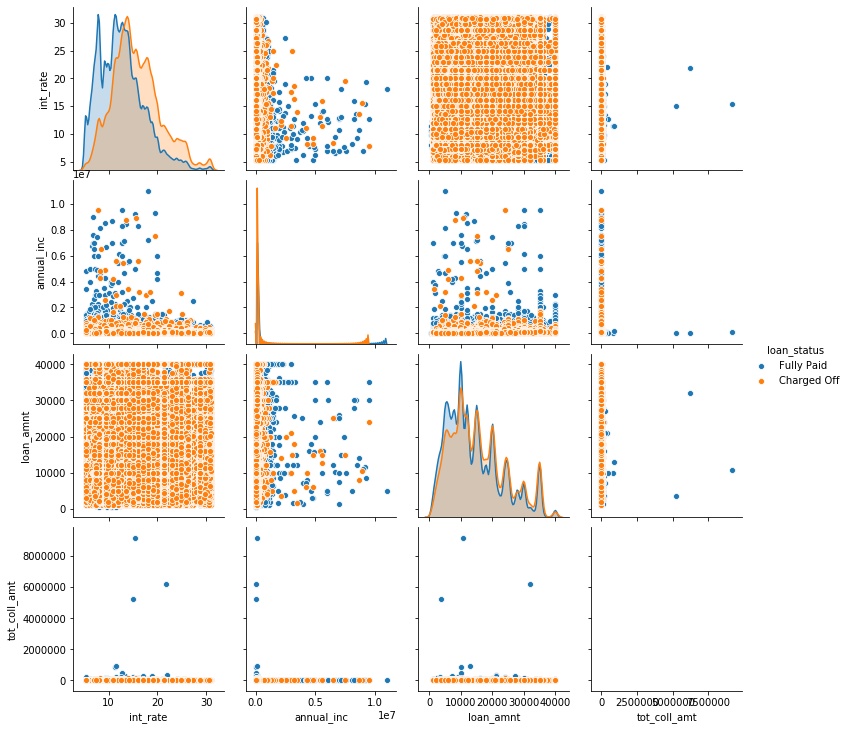 30
25
20
15
10
5
int_rate
1e7
1.0
0.8
0.6
0.4
0.2
0.0
annual_inc
loan_status
Fully Paid
Charged Off
40000
30000
20000
10000
0
loan_amnt
8000000
6000000
4000000
2000000
0
tot_coll_amt
10 20 30
int_rate
0.0 0.5 1.0
1e7
annual_inc
0 10000 20000 30000 40000
loan_amnt
0 2500000 5000000 7500000
tot_coll_amt